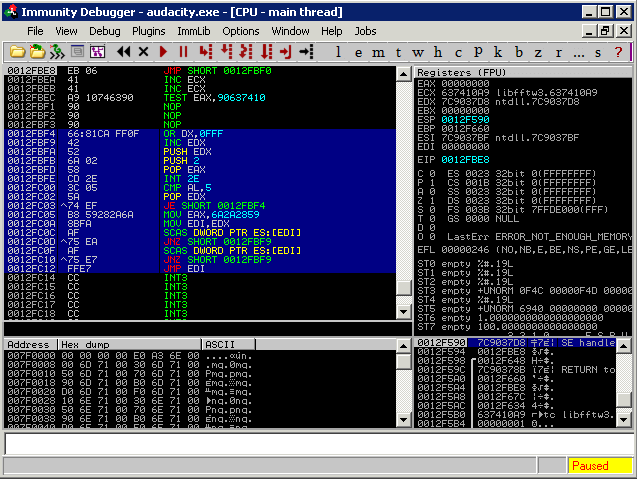 Immunity Debugger - audacity.exe - [CPU - main thread]
File View Debug Plugins ImmLib Options Window Help Jobs
l e m t w h c p k b z r ... s ?
0012FBE8 EB 06 JMP SHORT 0012FBF0
0012FBEA 41 INC ECX
0012FBEB 41 INC ECX
0012FBEC A9 10746390 TEST EAX,90637410
0012FBF1 90 NOP
0012FBF2 90 NOP
0012FBF3 90 NOP
0012FBF4 66:81CA FF0F OR DX,0FFF
0012FBF9 42 INC EDX
0012FBFA 52 PUSH EDX
0012FBFB 6A 02 PUSH 2
0012FBFD 58 POP EAX
0012FBFE CD 2E INT 2E
0012FC00 3C 05 CMP AL,5
0012FC02 5A POP EDX
0012FC03 ^74 EF JE SHORT 0012FBF4
0012FC05 B8 59282A6A MOV EAX,6A2A2859
0012FC0A 8BFA MOV EDI,EDX
0012FC0C AF SCAS DWORD PTR ES:[EDI]
0012FC0D ^75 EA JNZ SHORT 0012FBF9
0012FC0F AF SCAS DWORD PTR ES:[EDI]
0012FC10 ^75 E7 JNZ SHORT 0012FBF9
0012FC12 FFE7 JMP EDI
0012FC14 CC INT3
0012FC15 CC INT3
0012FC16 CC INT3
0012FC17 CC INT3
0012FC18 CC INT3
Registers (FPU)
EAX 00000000
ECX 637410A9 libfftw3.637410A9
EDX 7C9037D8 ntdll.7C9037D8
EBX 00000000
ESP 0012F590
EBP 0012F660
ESI 7C9037BF ntdll.7C9037BF
EDI 00000000
EIP 0012FBE8
C 0 ES 0023 32bit 0(FFFFFFFF)
P 1 CS 001B 32bit 0(FFFFFFFF)
A 0 SS 0023 32bit 0(FFFFFFFF)
Z 1 DS 0023 32bit 0(FFFFFFFF)
S 0 FS 003B 32bit 7FFDE000(FFF)
T 0 GS 0000 NULL
D 0
O 0 LastErr ERROR_NOT_ENOUGH_MEMORY
EFL 00000246 (NO,NB,E,BE,NS,PE,GE,LE
ST0 empty %#.19L
ST1 empty %#.19L
ST2 empty %#.19L
ST3 empty +UNORM 0F4C 00000F4D 0000
ST4 empty %#.19L
ST5 empty +UNORM 6940 00000000 0000
ST6 empty 1.0000000000000000000
ST7 empty 100.00000000000000000
Address Hex dump ASCII
007F0000 00 00 00 00 E0 A3 6E 00
007F0008 00 6D 71 00 30 6D 71 00 .mq.0mq.
007F0010 50 6D 71 00 70 6D 71 00 Pmq.pmq.
007F0018 90 6D 71 00 B0 6D 71 00
007F0020 D0 6D 71 00 F0 6D 71 00
007F0028 10 6E 71 00 30 6E 71 00
007F0030 50 6E 71 00 70 6E 71 00 Pnq.pnq.
007F0038 90 6E 71 00 B0 6E 71 00
0012F590 7C9037D8 SE handle
0012F594 0012FBE8
0012F598 0012F648
0012F59C 7C90378B RETURN to
0012F5A0 0012F660
0012F5A4 0012FBE8
0012F5A8 0012F67C
0012F5AC 0012F634
0012F5B0 637410A9 libfftw3.
0012F5B4 00000001
Paused